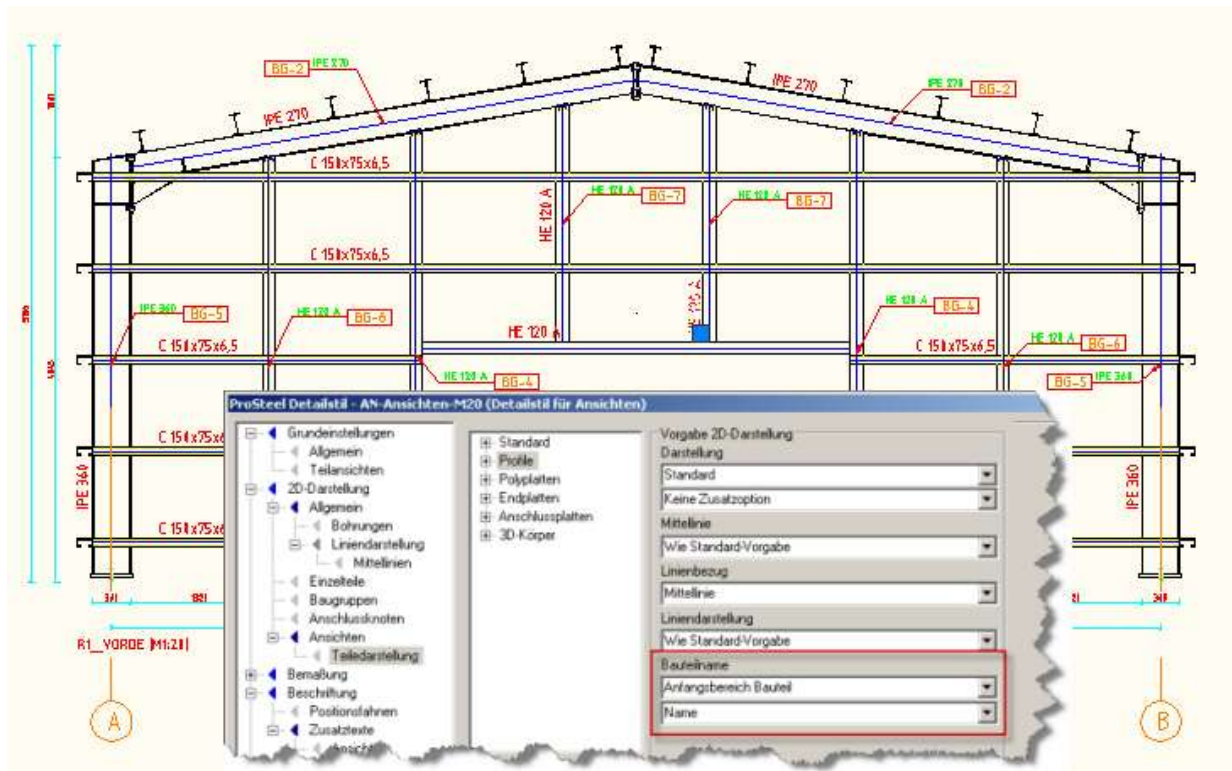 IPE 270
BG-2
IPE 270
IPE 270
IPE 270
BG-2
C 150x75x6,5
HE 120 A
BG-7
HE 120 A
BG-7
HE 120 A
C 150x75x6,5
HE 120 A
HE 120 A
BG-4
IPE 360
BG-5
HE 120 A
BG-6
HE 120 A
BG-6
C 150x75x6,5
C 150x75x6,5
HE 120 A
BG-4
BG-5
IPE 360
ProSteel Detailstil - AN-Ansichten-M20 (Detailstil für Ansichten)
Grundeinstellungen
Allgemein
Teilansichten
2D-Darstellung
Allgemein
Bohrungen
Liniendarstellung
Mittellinien
Einzelteile
Baugruppen
Anschlussknoten
Ansichten
Teiledarstellung
Bemaßung
Beschriftung
Positionsfahnen
Zusatztexte
Standard
Profile
Polyplatten
Endplatten
Anschlussplatten
3D-Körper
Vorgabe 2D-Darstellung
Darstellung
Standard
Keine Zusatzoption
Mittellinie
Wie Standard-Vorgabe
Linienbezug
Mittellinie
Liniendarstellung
Wie Standard-Vorgabe
Bauteilname
Anfangsbereich Bauteil
Name
IPE 360
IPE 360
R1_VORDE (M1:20)
A
B